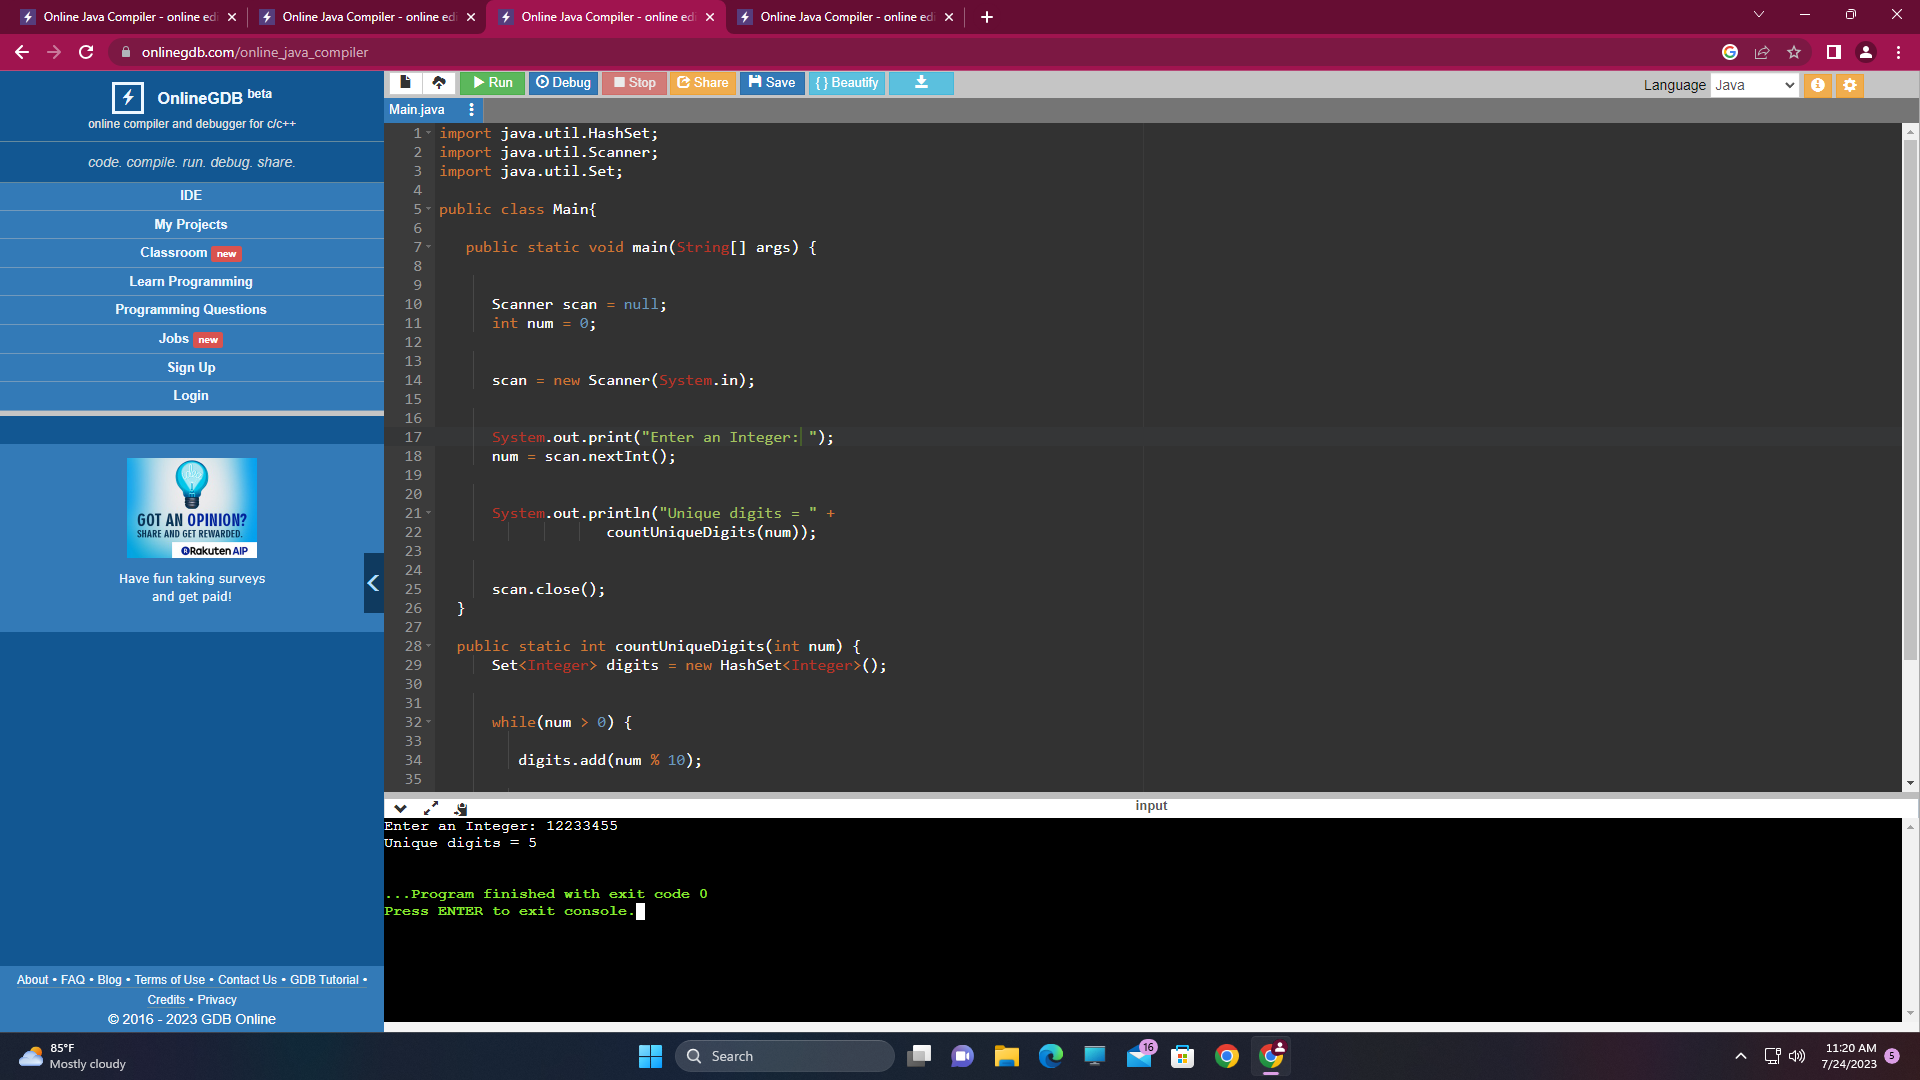 Online Java Compiler - online edi
Online Java Compiler - online edi
Online Java Compiler - online edi
Online Java Compiler - online edi
onlinegdb.com/online_java_compiler
OnlineGDB beta
online compiler and debugger for c/c++
code. compile. run. debug. share.
IDE
My Projects
Classroom new
Learn Programming
Programming Questions
Jobs new
Sign Up
Login
GOT AN OPINION?
SHARE AND GET REWARDED.
Rakuten AIP
Have fun taking surveys
and get paid!
About • FAQ • Blog • Terms of Use • Contact Us • GDB Tutorial •
Credits • Privacy
© 2016 - 2023 GDB Online
Run Debug Stop Share Save { } Beautify
Language Java
Main.java
1 import java.util.HashSet;
2 import java.util.Scanner;
3 import java.util.Set;
4
5 public class Main{
6
7 public static void main(String[] args) {
8
9
10 Scanner scan = null;
11 int num = 0;
12
13
14 scan = new Scanner(System.in);
15
16
17 System.out.print("Enter an Integer: ");
18 num = scan.nextInt();
19
20
21 System.out.println("Unique digits = " +
22 countUniqueDigits(num));
23
24
25 scan.close();
26 }
27
28 public static int countUniqueDigits(int num) {
29 Set<Integer> digits = new HashSet<Integer>();
30
31
32 while(num > 0) {
33
34 digits.add(num % 10);
35
input
Enter an Integer: 12233455
Unique digits = 5
...Program finished with exit code 0
Press ENTER to exit console.
85°F
Mostly cloudy
Search
16
11:20 AM
7/24/2023
5